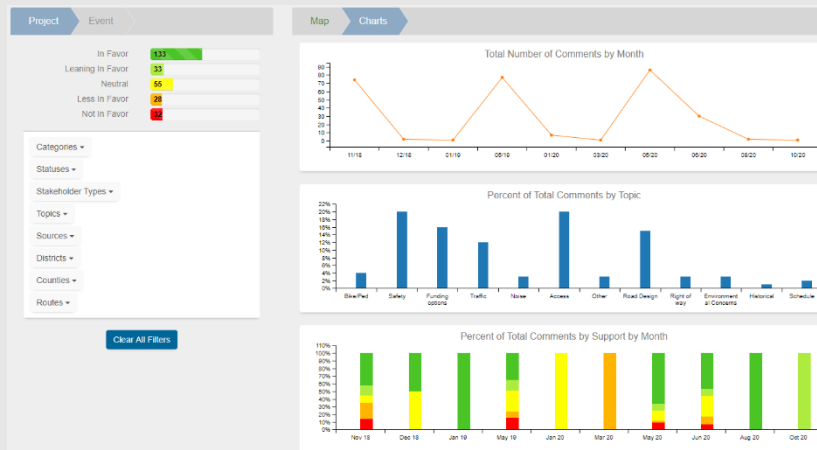 Project Event
Map Charts
In Favor 133
Leaning In Favor 33
Neutral 55
Less In Favor 28
Not In Favor 32
Categories
Statuses
Stakeholder Types
Topics
Sources
Districts
Counties
Routes
Clear All Filters
Total Number of Comments by Month
90
80
70
60
50
40
30
20
10
0
11/18 12/18 01/19 05/19 01/20 03/20 05/20 06/20 08/20 10/20
Percent of Total Comments by Topic
22%
20%
18%
16%
14%
12%
10%
8%
6%
4%
2%
0%
Bike/Ped Safety Funding options Traffic Noise Access Other Road Design Right of way Environment al Concerns Historical Schedule
Percent of Total Comments by Support by Month
110%
100%
90%
80%
70%
60%
50%
40%
30%
20%
10%
0%
Nov 18 Dec 18 Jan 19 May 19 Jan 20 Mar 20 May 20 Jun 20 Aug 20 Oct 20